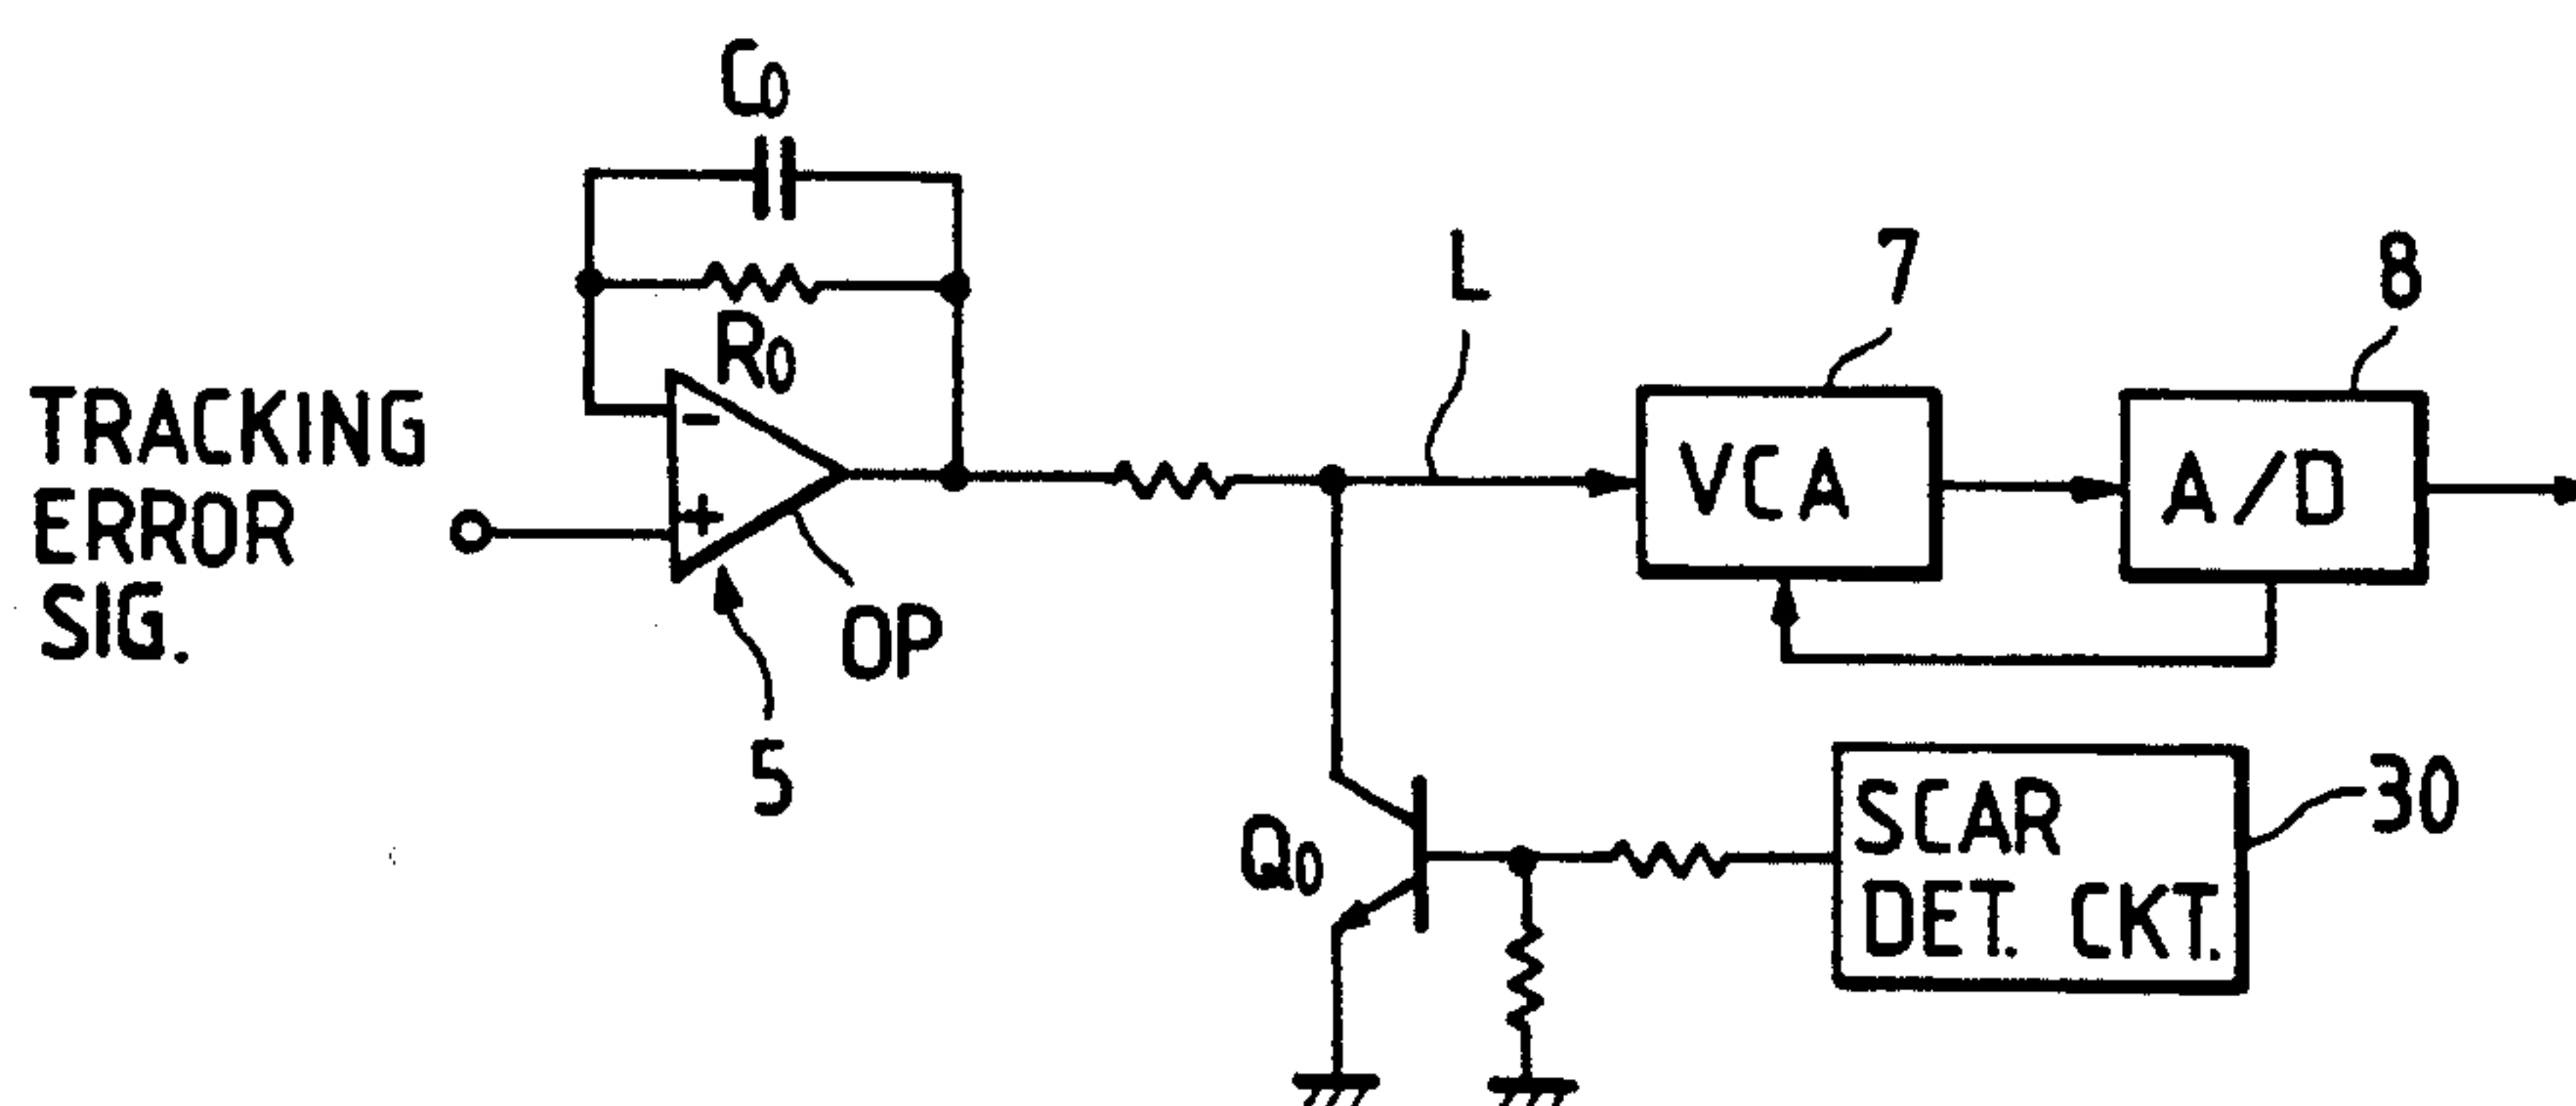 C0
R0
TRACKING
ERROR
SIG.
-
+
OP
5
L
7
8
VCA
A/D
Q0
SCAR
DET. CKT.
30